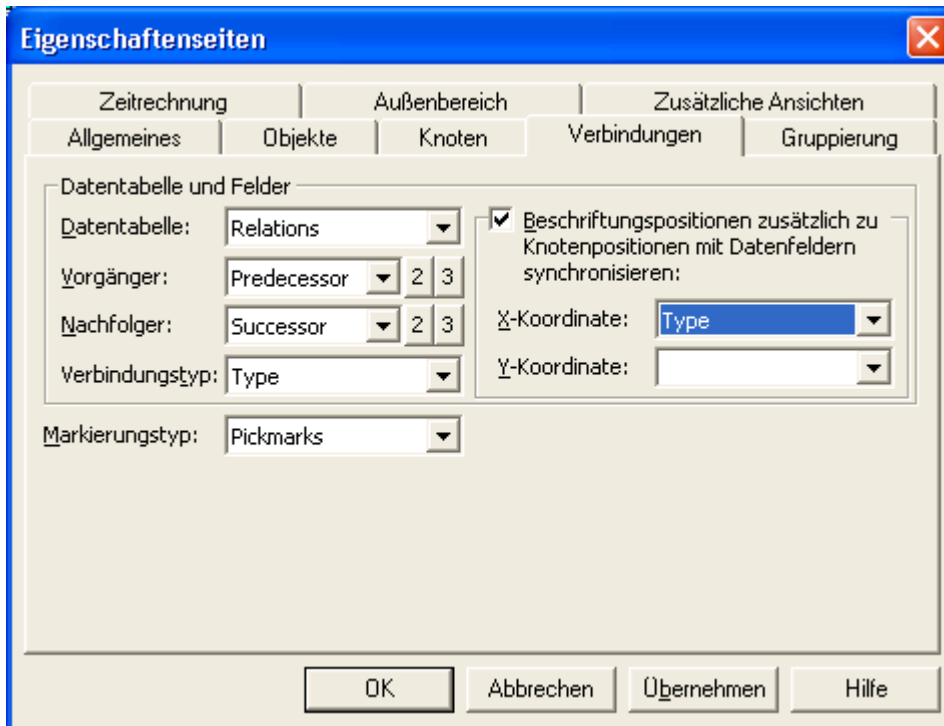 Eigenschaftenseiten
Zeitrechnung Außenbereich Zusätzliche Ansichten
Allgemeines Objekte Knoten Verbindungen Gruppierung
Datentabelle und Felder
Datentabelle: Relations
Vorgänger: Predecessor 2 3
Nachfolger: Successor 2 3
Verbindungstyp: Type
Beschriftungspositionen zusätzlich zu
Knotenpositionen mit Datenfeldern
synchronisieren:
X-Koordinate: Type
Y-Koordinate:
Markierungstyp: Pickmarks
OK Abbrechen Übernehmen Hilfe